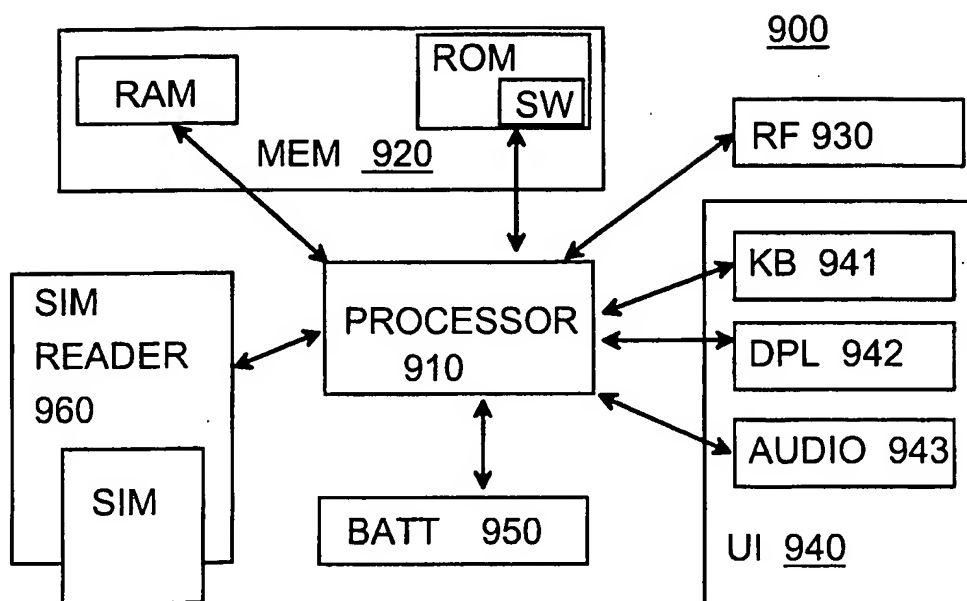 900
RAM
ROM
SW
MEM 920
RF 930
KB 941
DPL 942
AUDIO 943
UI 940
PROCESSOR
910
SIM
READER
960
SIM
BATT 950